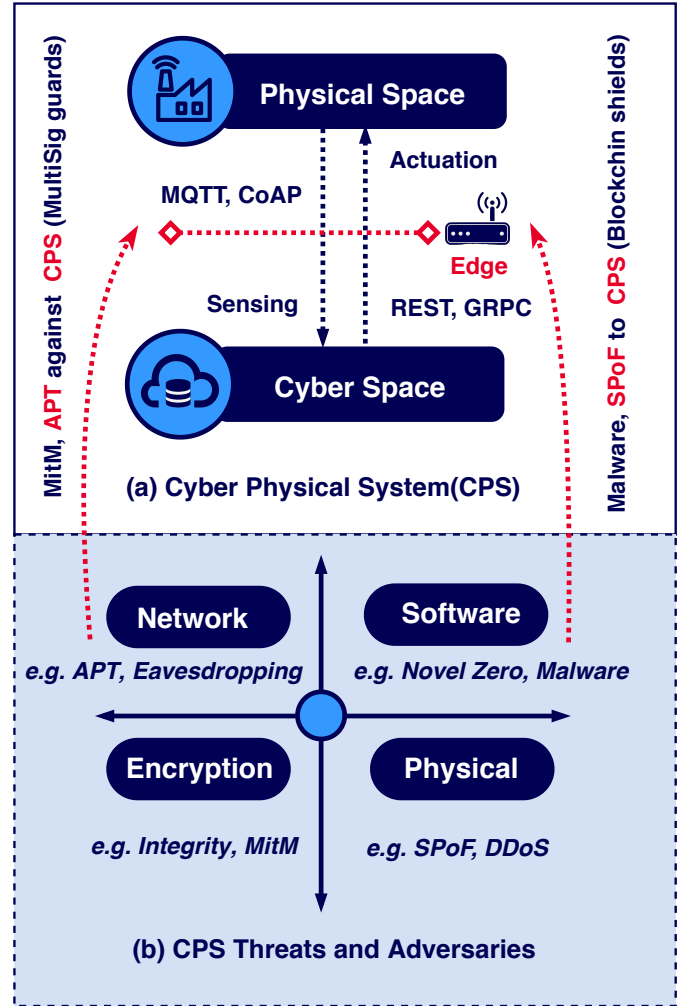 Physical Space
MitM, APT against CPS (MultiSig guards)
Malware, SPoF to CPS (Blockchin shields)
Actuation
MQTT, CoAP
Edge
Sensing
REST, GRPC
Cyber Space
(a) Cyber Physical System(CPS)
Network
Software
e.g. APT, Eavesdropping
e.g. Novel Zero, Malware
Encryption
Physical
e.g. Integrity, MitM
e.g. SPoF, DDoS
(b) CPS Threats and Adversaries